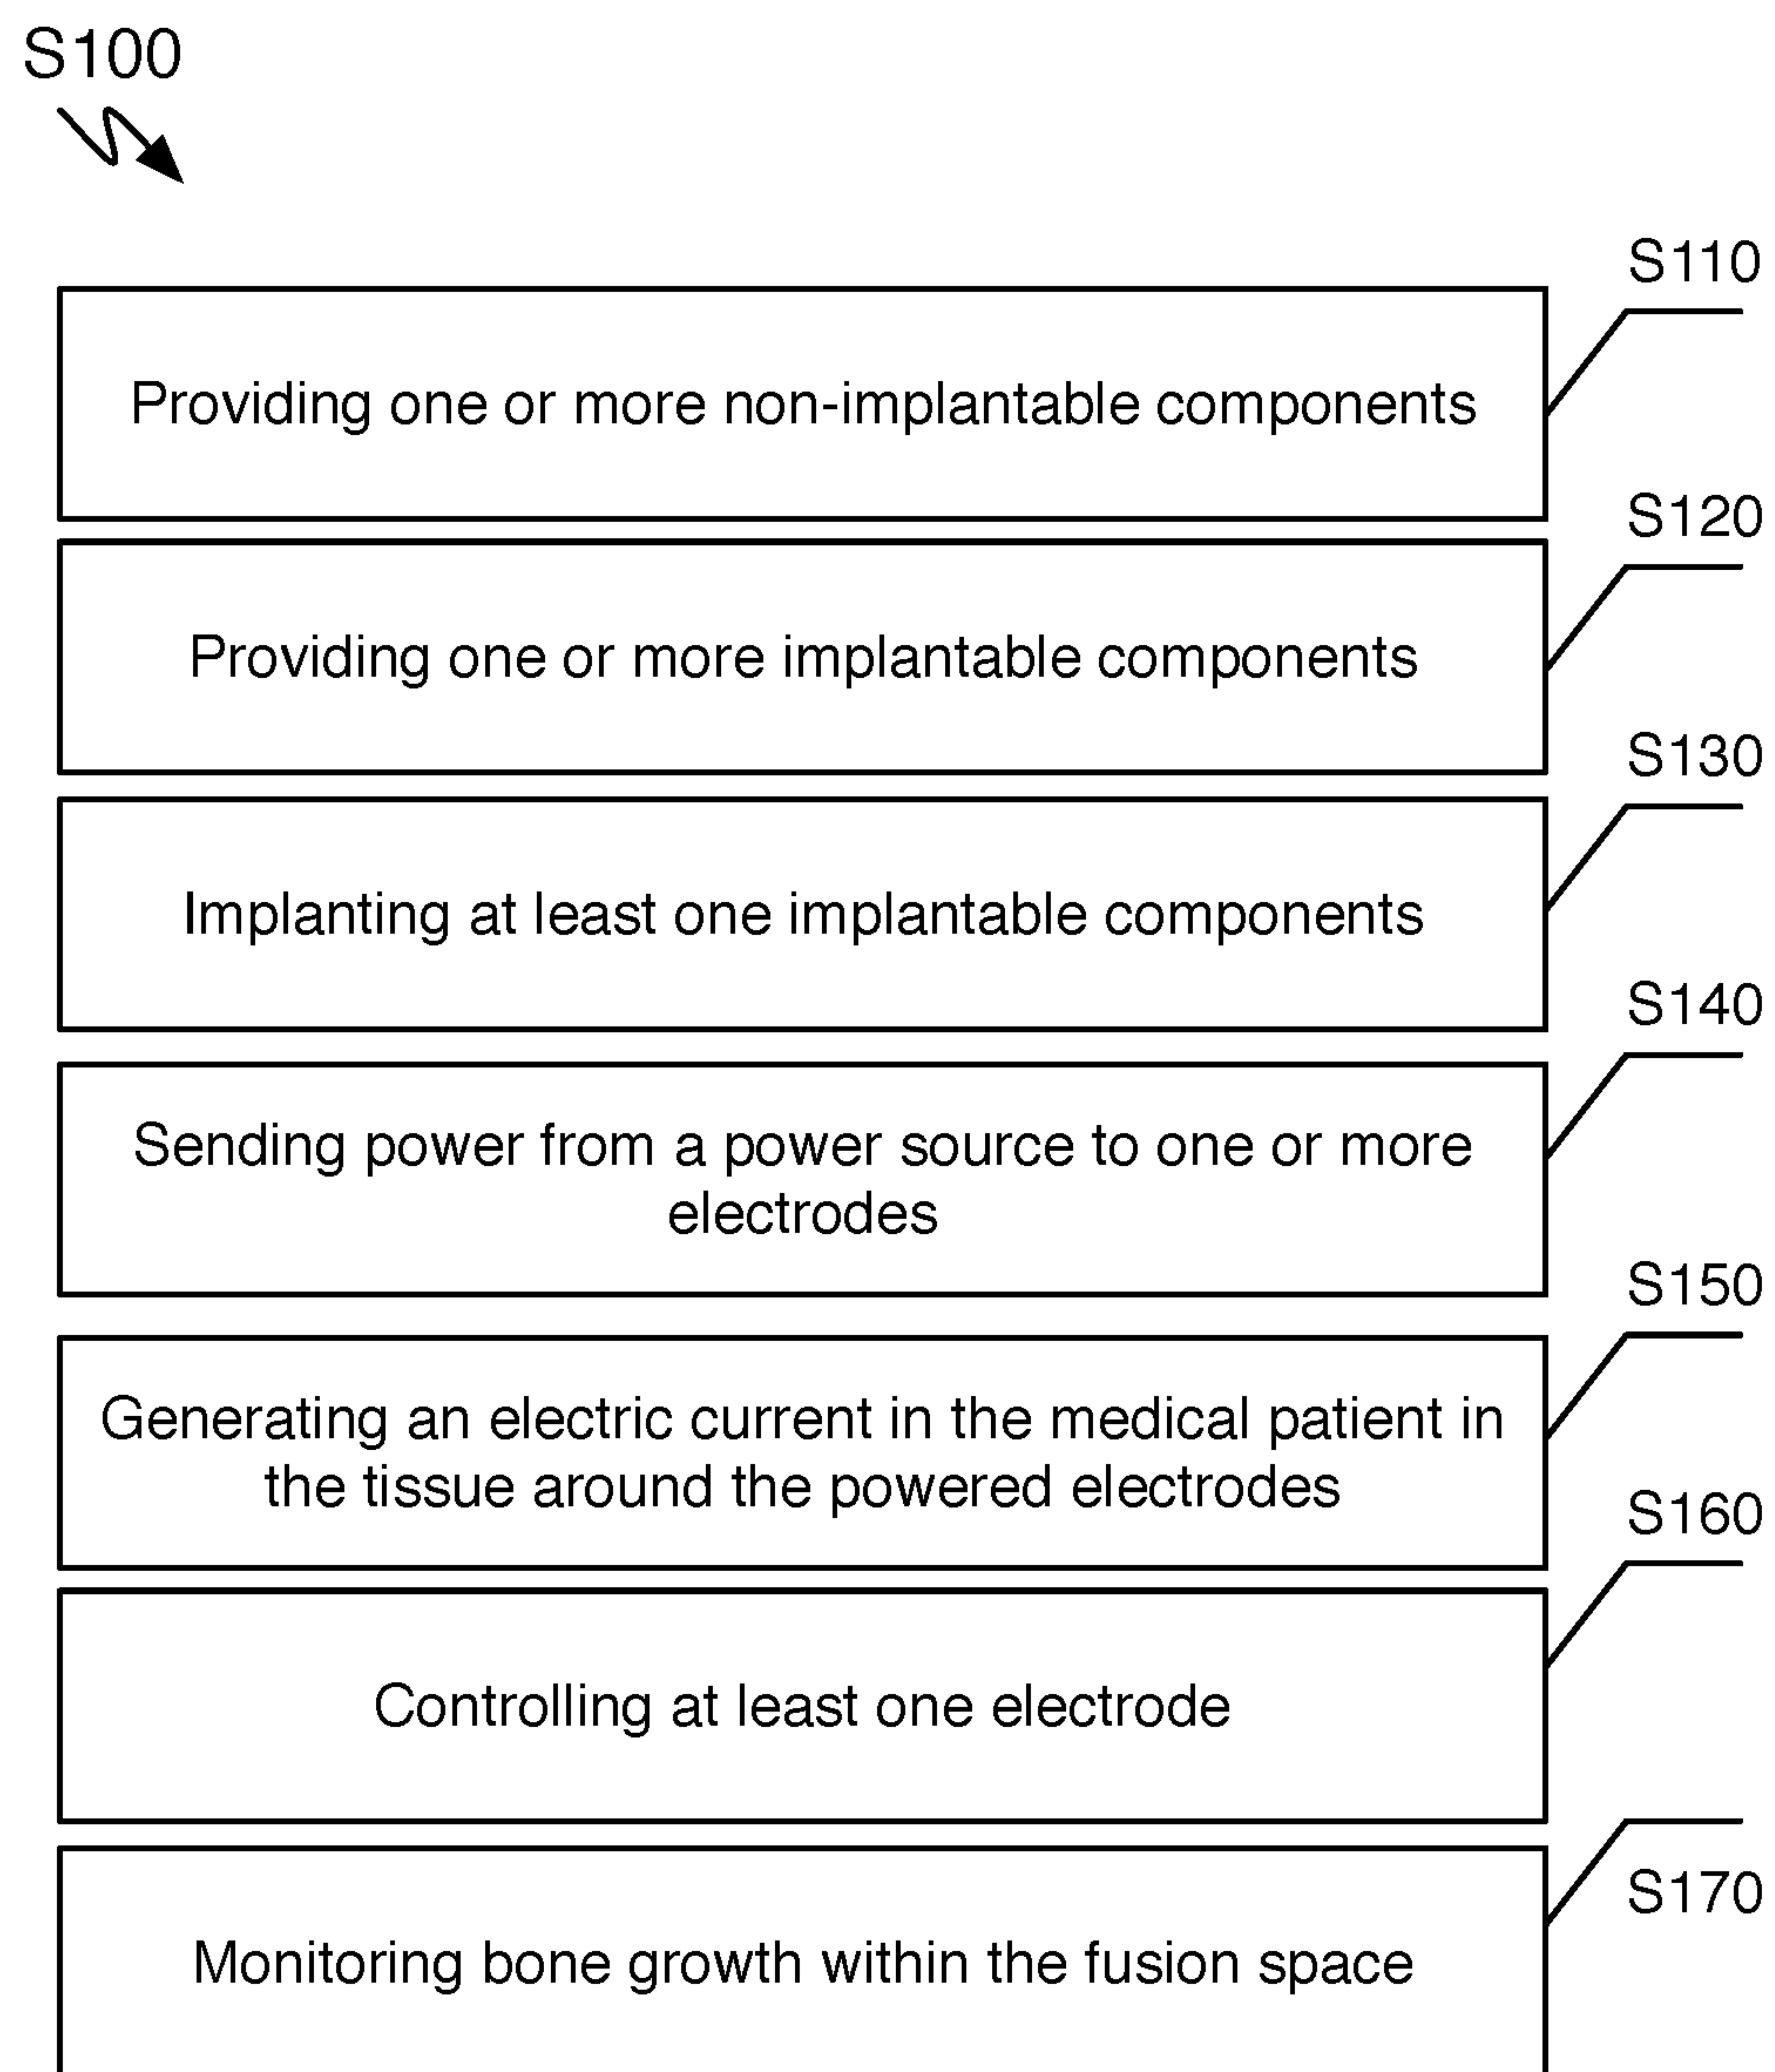 S100
S110
Providing one or more non-implantable components
S120
Providing one or more implantable components
S130
Implanting at least one implantable components
S140
Sending power from a power source to one or more
electrodes
S150
Generating an electric current in the medical patient in
the tissue around the powered electrodes
S160
Controlling at least one electrode
S170
Monitoring bone growth within the fusion space